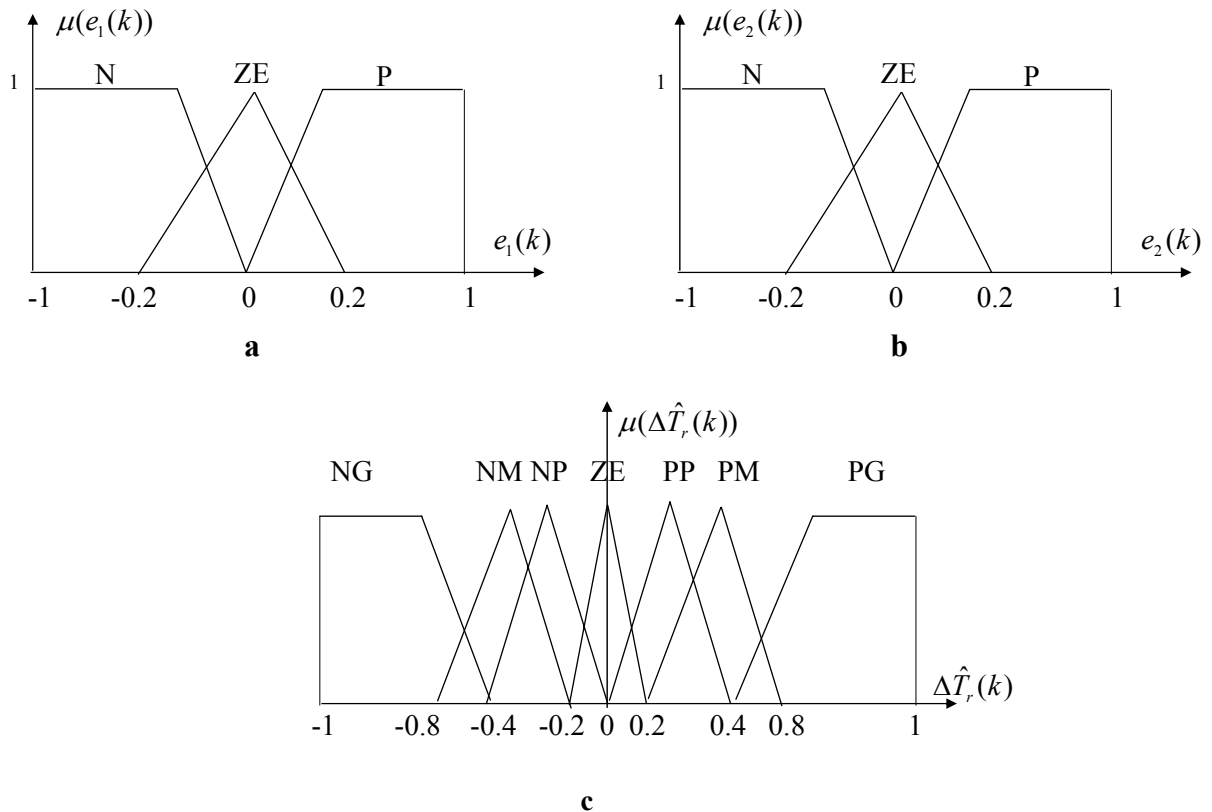 μ(e₁(k))
1
N ZE P
e₁(k)
-1 -0.2 0 0.2 1
a
μ(e₂(k))
1
N ZE P
e₂(k)
-1 -0.2 0 0.2 1
b
μ(ΔT̂ᵣ(k))
NG NM NP ZE PP PM PG
ΔT̂ᵣ(k)
-1 -0.8 -0.4 -0.2 0 0.2 0.4 0.8 1
c